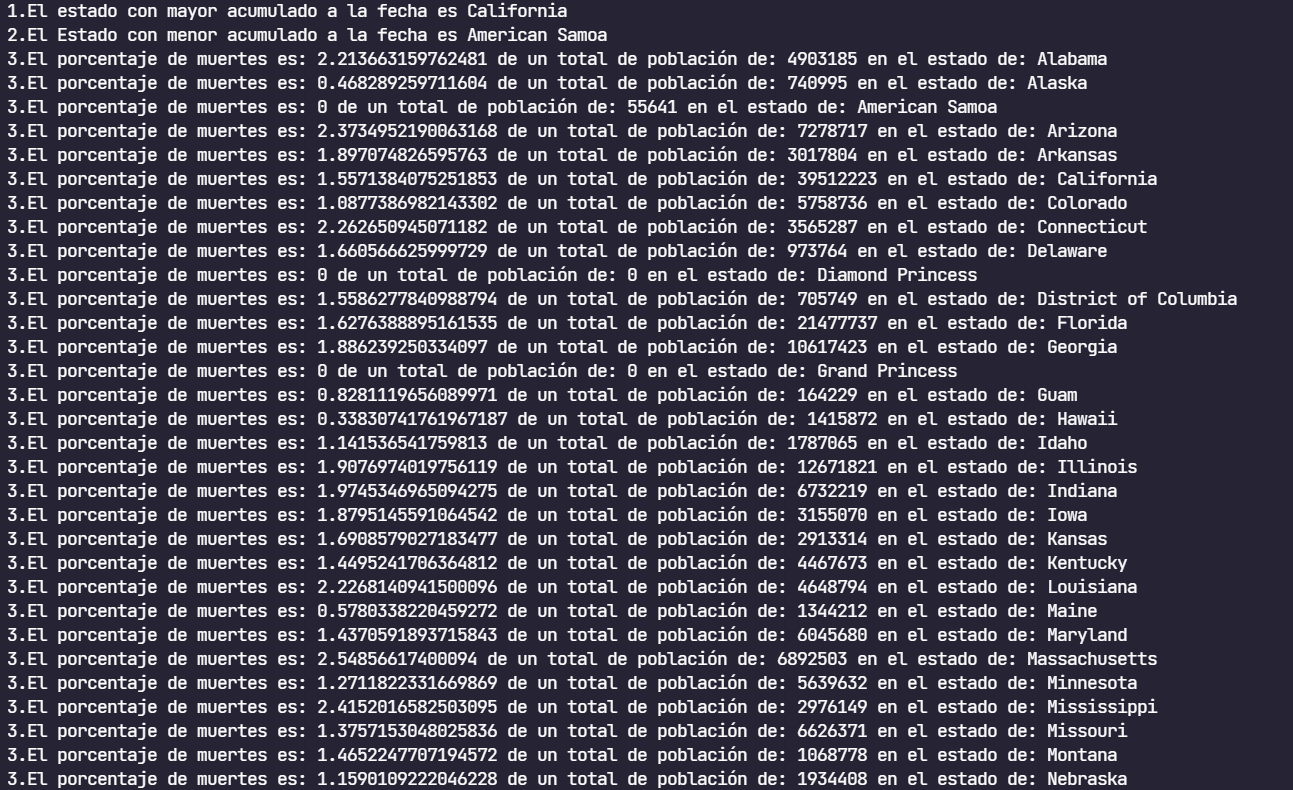 1.El estado con mayor acumulado a la fecha es California
2.El Estado con menor acumulado a la fecha es American Samoa
3.El porcentaje de muertes es: 2.213663159762481 de un total de población de: 4903185 en el estado de: Alabama
3.El porcentaje de muertes es: 0.468289259711604 de un total de población de: 740995 en el estado de: Alaska
3.El porcentaje de muertes es: 0 de un total de población de: 55641 en el estado de: American Samoa
3.El porcentaje de muertes es: 2.3734952190063168 de un total de población de: 7278717 en el estado de: Arizona
3.El porcentaje de muertes es: 1.897074826595763 de un total de población de: 3017804 en el estado de: Arkansas
3.El porcentaje de muertes es: 1.5571384075251853 de un total de población de: 39512223 en el estado de: California
3.El porcentaje de muertes es: 1.0877386982143302 de un total de población de: 5758736 en el estado de: Colorado
3.El porcentaje de muertes es: 2.262650945071182 de un total de población de: 3565287 en el estado de: Connecticut
3.El porcentaje de muertes es: 1.660566625999729 de un total de población de: 973764 en el estado de: Delaware
3.El porcentaje de muertes es: 0 de un total de población de: 0 en el estado de: Diamond Princess
3.El porcentaje de muertes es: 1.5586277840988794 de un total de población de: 705749 en el estado de: District of Columbia
3.El porcentaje de muertes es: 1.6276388895161535 de un total de población de: 21477737 en el estado de: Florida
3.El porcentaje de muertes es: 1.886239250334097 de un total de población de: 10617423 en el estado de: Georgia
3.El porcentaje de muertes es: 0 de un total de población de: 0 en el estado de: Grand Princess
3.El porcentaje de muertes es: 0.8281119656089971 de un total de población de: 164229 en el estado de: Guam
3.El porcentaje de muertes es: 0.33830741761967187 de un total de población de: 1415872 en el estado de: Hawaii
3.El porcentaje de muertes es: 1.141536541759813 de un total de población de: 1787065 en el estado de: Idaho
3.El porcentaje de muertes es: 1.9076974019756119 de un total de población de: 12671821 en el estado de: Illinois
3.El porcentaje de muertes es: 1.9745346965094275 de un total de población de: 6732219 en el estado de: Indiana
3.El porcentaje de muertes es: 1.8795145591064542 de un total de población de: 3155070 en el estado de: Iowa
3.El porcentaje de muertes es: 1.6908579027183477 de un total de población de: 2913314 en el estado de: Kansas
3.El porcentaje de muertes es: 1.4495241706364812 de un total de población de: 4467673 en el estado de: Kentucky
3.El porcentaje de muertes es: 2.2268140941500096 de un total de población de: 4648794 en el estado de: Louisiana
3.El porcentaje de muertes es: 0.5780338220459272 de un total de población de: 1344212 en el estado de: Maine
3.El porcentaje de muertes es: 1.4370591893715843 de un total de población de: 6045680 en el estado de: Maryland
3.El porcentaje de muertes es: 2.54856617400094 de un total de población de: 6892503 en el estado de: Massachusetts
3.El porcentaje de muertes es: 1.2711822331669869 de un total de población de: 5639632 en el estado de: Minnesota
3.El porcentaje de muertes es: 2.4152016582503095 de un total de población de: 2976149 en el estado de: Mississippi
3.El porcentaje de muertes es: 1.3757153048025836 de un total de población de: 6626371 en el estado de: Missouri
3.El porcentaje de muertes es: 1.4652247707194572 de un total de población de: 1068778 en el estado de: Montana
3.El porcentaje de muertes es: 1.1590109222046228 de un total de población de: 1934408 en el estado de: Nebraska